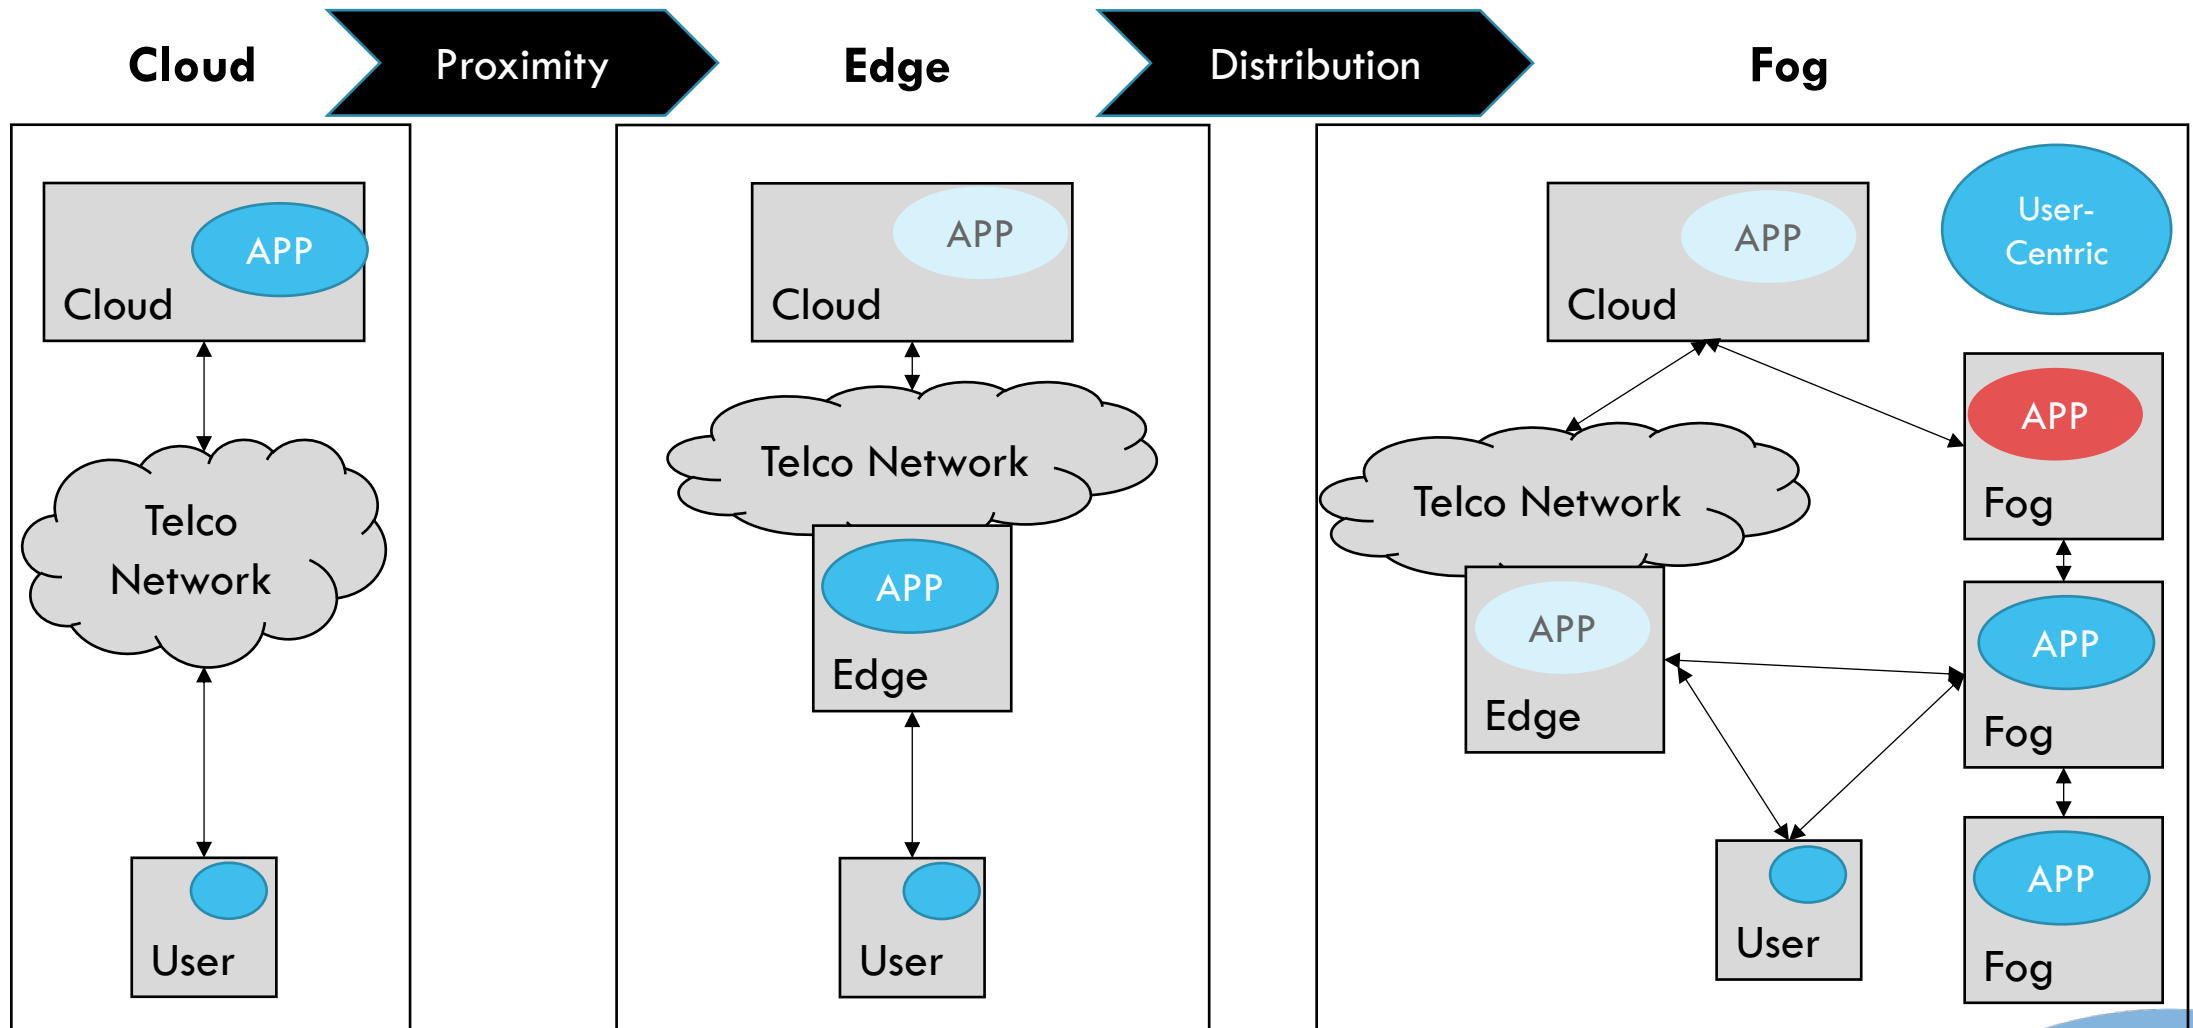 Cloud
Proximity
Edge
Distribution
Fog
APP
Cloud
Telco
Network
User
APP
Cloud
Telco Network
APP
Edge
User
APP
Cloud
User-
Centric
APP
Fog
Telco Network
APP
Edge
APP
Fog
User
APP
Fog